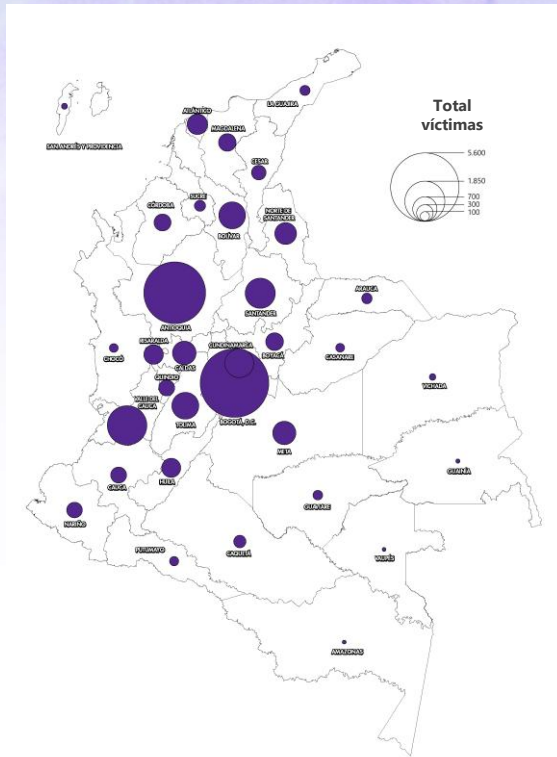 LA GUAJIRA
Total
víctimas
5.600
1.850
700
300
100
SAN ANDRÉS Y PROVIDENCIA
ATLÁNTICO
MAGDALENA
CESAR
SUCRE
CÓRDOBA
BOLÍVAR
NORTE DE
SANTANDER
ANTIOQUIA
SANTANDER
ARAUCA
RISARALDA
CUNDINAMARCA
BOYACÁ
CHOCÓ
CALDAS
CASANARE
QUINDÍO
VALLE DEL
CAUCA
TOLIMA
BOGOTÁ, D.C.
VICHADA
META
GUAINÍA
CAUCA
HUILA
GUAVIARE
NARIÑO
CAQUETÁ
PUTUMAYO
VAUPÉS
AMAZONAS